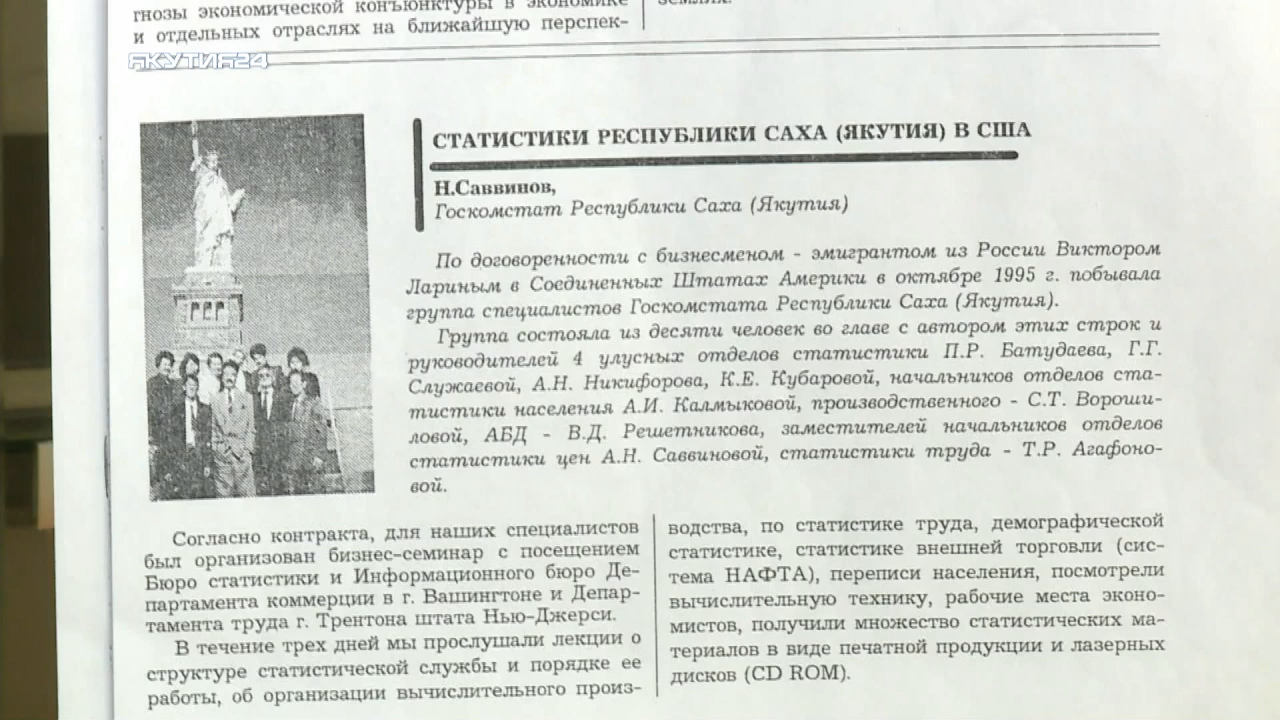 гнозы экономической конъюнктуры в экономике
и отдельных отраслях на ближайшую перспек-
землях.
ЯКУТИЯ24
СТАТИСТИКИ РЕСПУБЛИКИ САХА (ЯКУТИЯ) В США
Н.Саввинов,
Госкомстат Республики Саха (Якутия)
По договоренности с бизнесменом - эмигрантом из России Виктором
Лариным в Соединенных Штатах Америки в октябре 1995 г. побывала
группа специалистов Госкомстата Республики Саха (Якутия).
Группа состояла из десяти человек во главе с автором этих строк и
руководителей 4 улусных отделов статистики П.Р. Батудаева, Г.Г.
Служаевой, А.Н. Никифорова, К.Е. Кубаровой, начальников отделов ста-
тистики населения А.И. Калмыковой, производственного - С.Т. Вороши-
ловой, АБД - В.Д. Решетникова, заместителей начальников отделов
статистики цен А.Н. Саввиновой, статистики труда - Т.Р. Агафоно-
вой.
Согласно контракта, для наших специалистов
был организован бизнес-семинар с посещением
Бюро статистики и Информационного бюро Де-
партамента коммерции в г. Вашингтоне и Депар-
тамента труда г. Трентона штата Нью-Джерси.
В течение трех дней мы прослушали лекции о
структуре статистической службы и порядке ее
работы, об организации вычислительного произ-
водства, по статистике труда, демографической
статистике, статистике внешней торговли (сис-
тема НАФТА), переписи населения, посмотрели
вычислительную технику, рабочие места эконо-
мистов, получили множество статистических ма-
териалов в виде печатной продукции и лазерных
дисков (CD ROM).